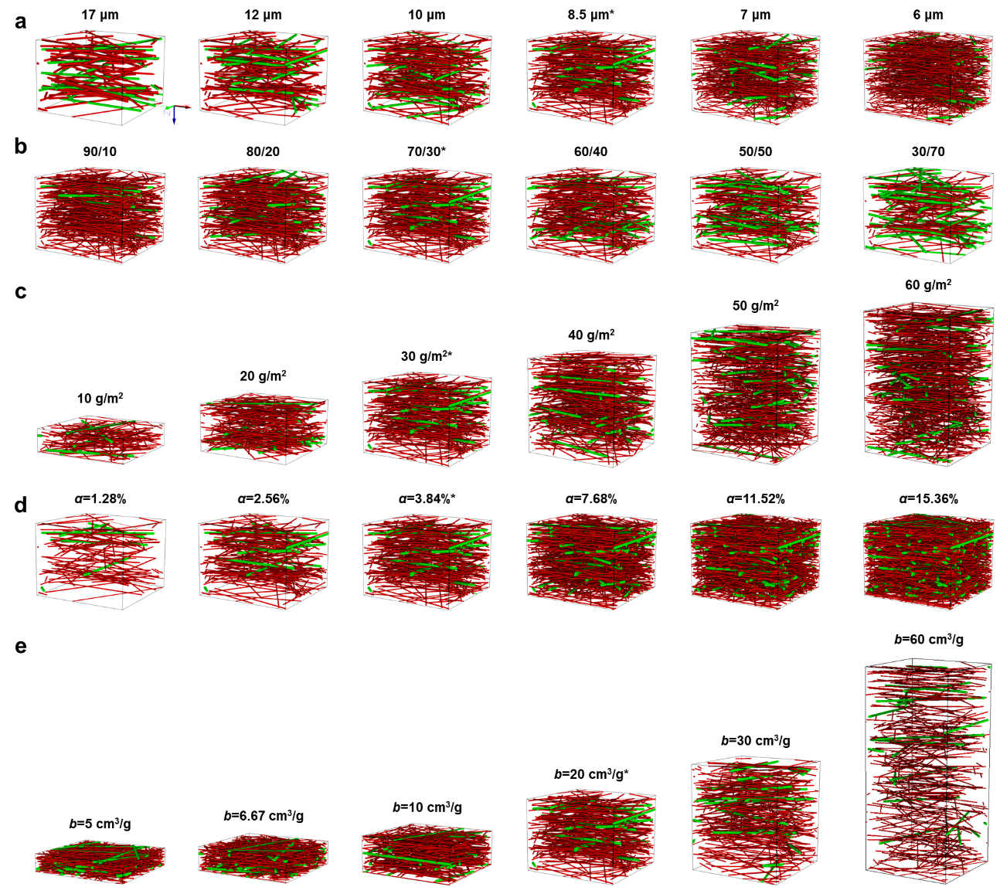 a
17 µm 12 µm 10 µm 8.5 µm* 7 µm 6 µm
b
90/10 80/20 70/30* 60/40 50/50 30/70
c
10 g/m² 20 g/m² 30 g/m²* 40 g/m² 50 g/m² 60 g/m²
d
α=1.28% α=2.56% α=3.84%* α=7.68% α=11.52% α=15.36%
e
b=5 cm³/g b=6.67 cm³/g b=10 cm³/g b=20 cm³/g* b=30 cm³/g b=60 cm³/g